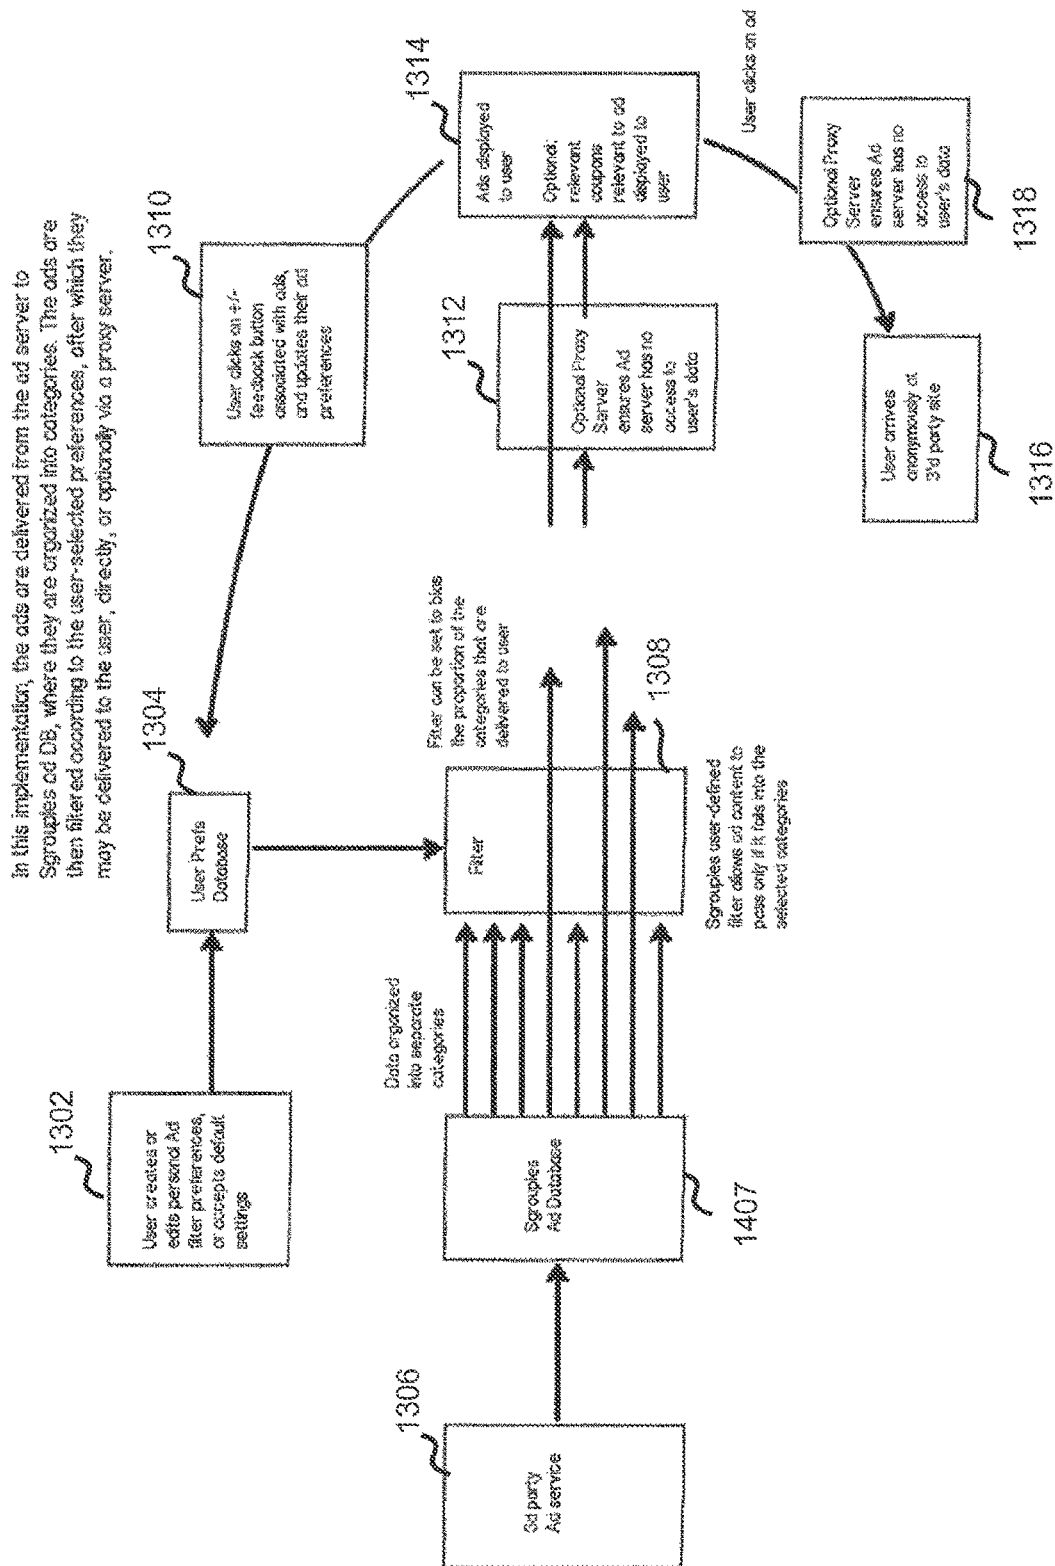 In this implementation, the ads are delivered from the ad server to
Sgrouples ad DB, where they are organized into categories. The ads are
then filtered according to the user-selected preferences, after which they
may be delivered to the user, directly, or optionally via a proxy server.
1302
User creates or
edits personal Ad
filter preferences,
or accepts default
settings
1304
User Prefs
Database
1310
User clicks on +/-
feedback button
associated with ads,
and updates their ad
preferences
1306
3d party
Ad service
Sgrouples
Ad Database
1407
Data organized
into separate
categories
Filter
1308
Filter can be set to bias
the proportion of the
categories that are
delivered to user
Sgrouples user-defined
filter allows ad content to
pass only if it falls into the
selected categories
1312
Optional Proxy
Server
ensures Ad
server has no
access to
user's data
1314
Ads displayed
to user
Optional:
relevant
coupons
relevant to ad
displayed to
user
User clicks on ad
Optional Proxy
Server
ensures Ad
server has no
access to
user's data
1318
User arrives
anonymously at
3'd party site
1316